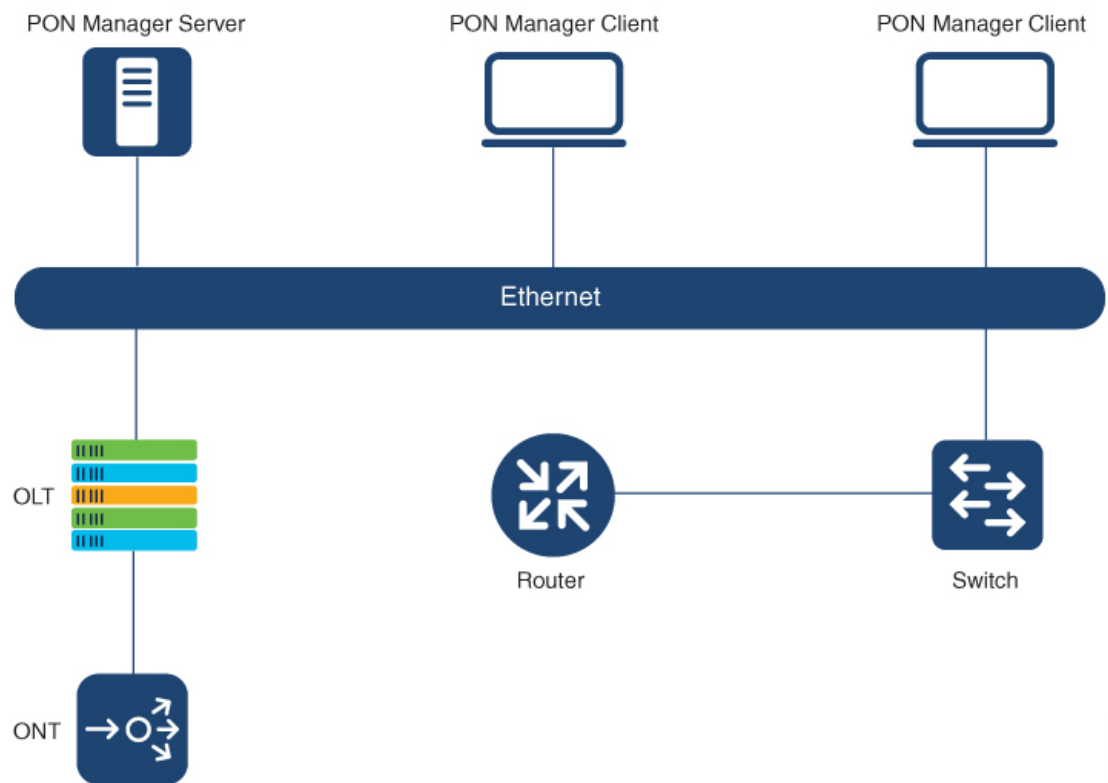 PON Manager Server
PON Manager Client
PON Manager Client
Ethernet
OLT
Router
Switch
ONT